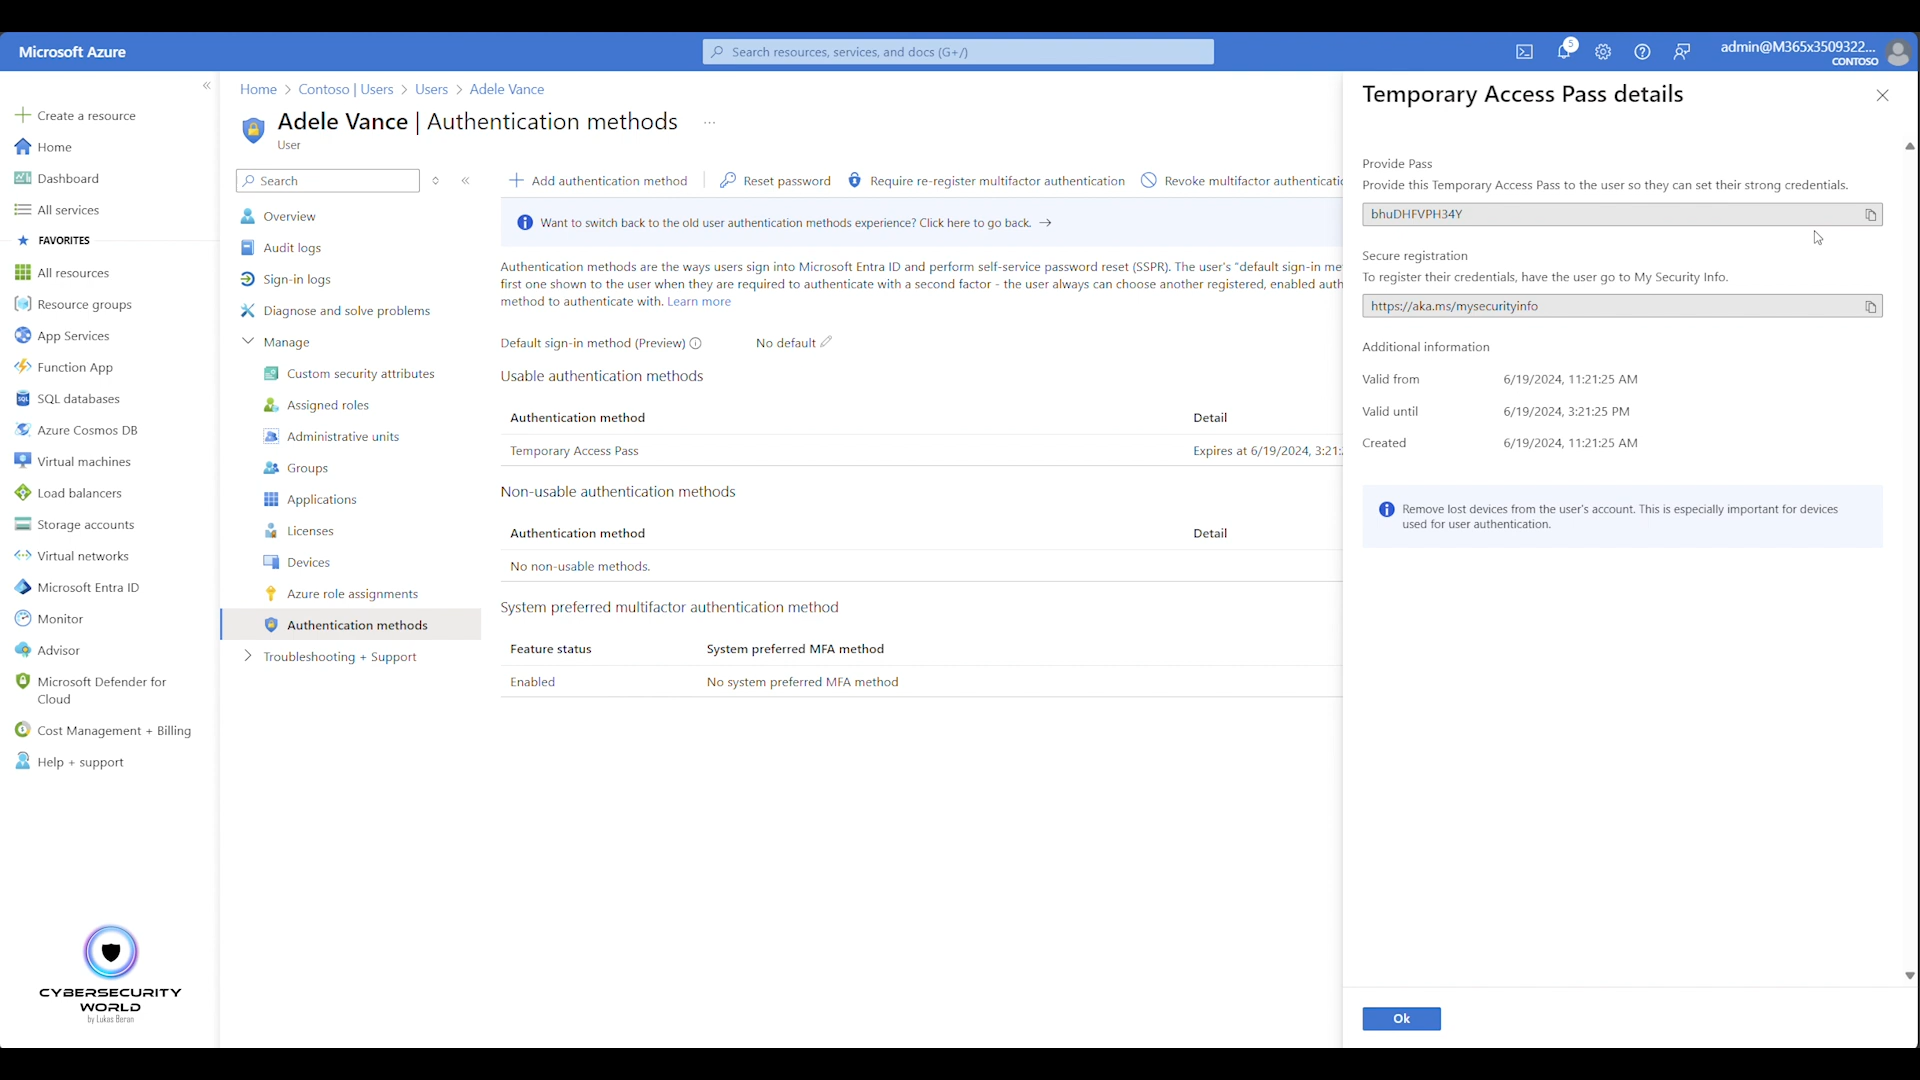 Microsoft Azure
Search resources, services, and docs (G+/)
5
admin@M365x3509322...
CONTOSO
Create a resource
Home
Dashboard
All services
FAVORITES
All resources
Resource groups
App Services
Function App
SQL databases
Azure Cosmos DB
Virtual machines
Load balancers
Storage accounts
Virtual networks
Microsoft Entra ID
Monitor
Advisor
Microsoft Defender for
Cloud
Cost Management + Billing
Help + support
CYBERSECURITY
WORLD
by Lukas Beran
Home > Contoso | Users > Users > Adele Vance
Adele Vance | Authentication methods ...
User
Search
Overview
Audit logs
Sign-in logs
Diagnose and solve problems
Manage
Custom security attributes
Assigned roles
Administrative units
Groups
Applications
Licenses
Devices
Azure role assignments
Authentication methods
Troubleshooting + Support
Add authentication method
Reset password
Require re-register multifactor authentication
Revoke multifactor authenticatio
Want to switch back to the old user authentication methods experience? Click here to go back. →
Authentication methods are the ways users sign into Microsoft Entra ID and perform self-service password reset (SSPR). The user's "default sign-in me
first one shown to the user when they are required to authenticate with a second factor - the user always can choose another registered, enabled auth
method to authenticate with. Learn more
Default sign-in method (Preview) No default
Usable authentication methods
Authentication method Detail
Temporary Access Pass Expires at 6/19/2024, 3:21:
Non-usable authentication methods
Authentication method Detail
No non-usable methods.
System preferred multifactor authentication method
Feature status System preferred MFA method
Enabled No system preferred MFA method
Temporary Access Pass details
Provide Pass
Provide this Temporary Access Pass to the user so they can set their strong credentials.
bhuDHFVPH34Y
Secure registration
To register their credentials, have the user go to My Security Info.
https://aka.ms/mysecurityinfo
Additional information
Valid from 6/19/2024, 11:21:25 AM
Valid until 6/19/2024, 3:21:25 PM
Created 6/19/2024, 11:21:25 AM
Remove lost devices from the user's account. This is especially important for devices
used for user authentication.
Ok